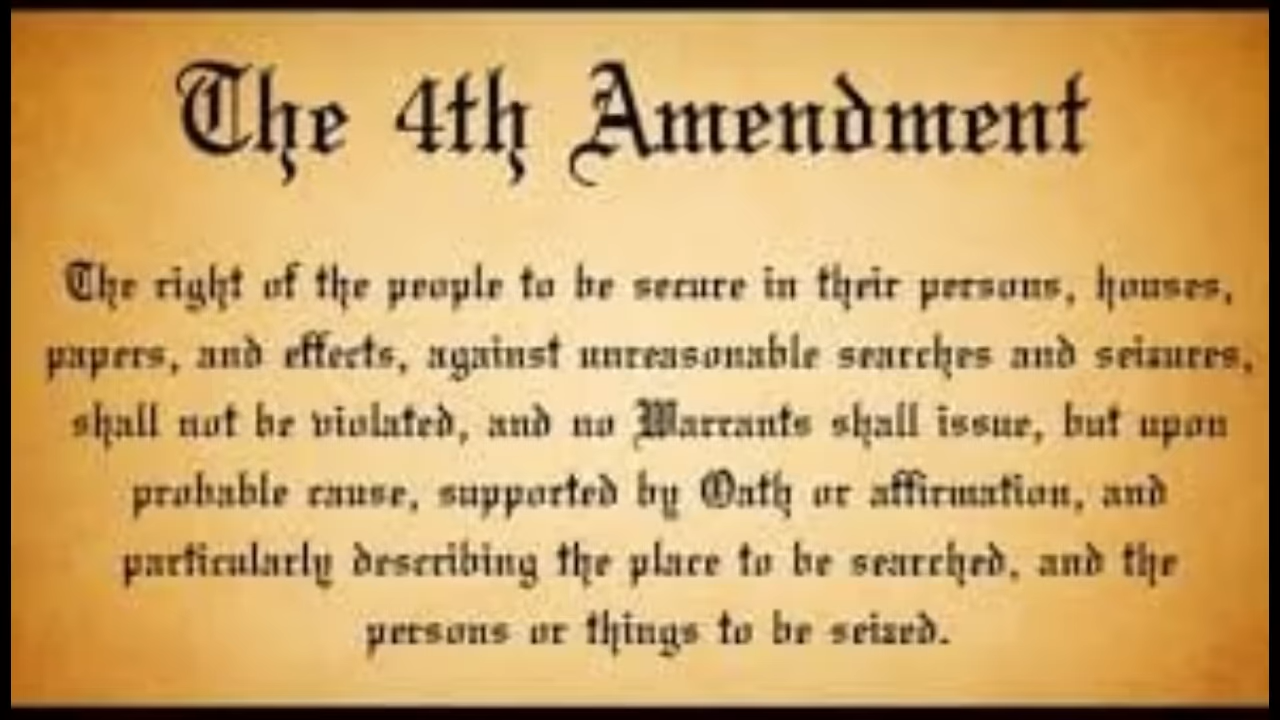 The 4th Amendment
The right of the people to be secure in their persons, houses,
papers, and effects, against unreasonable searches and seizures,
shall not be violated, and no Warrants shall issue, but upon
probable cause, supported by Oath or affirmation, and
particularly describing the place to be searched, and the
persons or things to be seized.